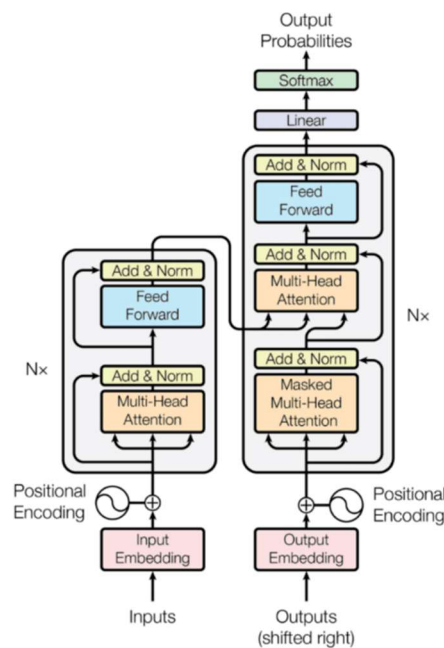 Output
Probabilities
Softmax
Linear
Add & Norm
Feed
Forward
Add & Norm
Multi-Head
Attention
Add & Norm
Masked
Multi-Head
Attention
Nx
Add & Norm
Feed
Forward
Add & Norm
Multi-Head
Attention
N×
Positional
Encoding
Positional
Encoding
Input
Embedding
Output
Embedding
Inputs
Outputs
(shifted right)